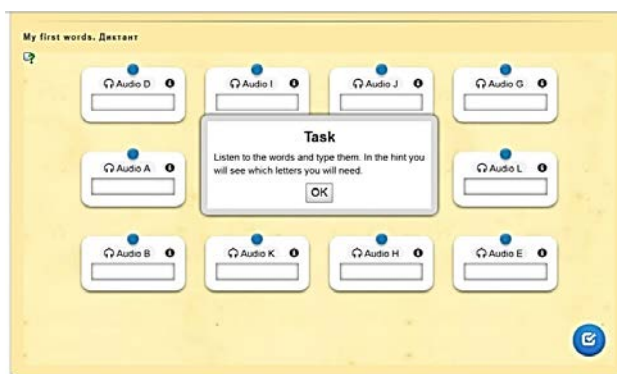 My first words. Диктант
Audio D
Audio I
Audio J
Audio G
Task
Listen to the words and type them. In the hint you
will see which letters you will need.
OK
Audio A
Audio L
Audio B
Audio K
Audio H
Audio E